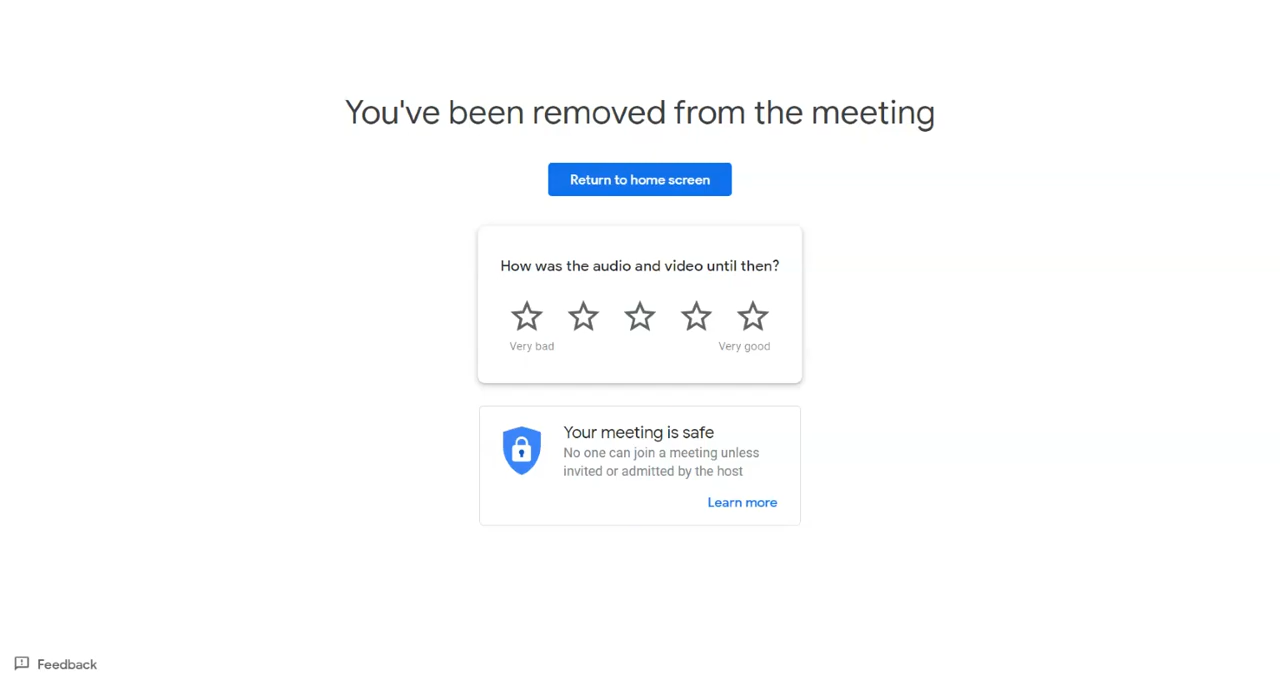 You've been removed from the meeting
Return to home screen
How was the audio and video until then?
Very bad
Very good
Your meeting is safe
No one can join a meeting unless
invited or admitted by the host
Learn more
Feedback